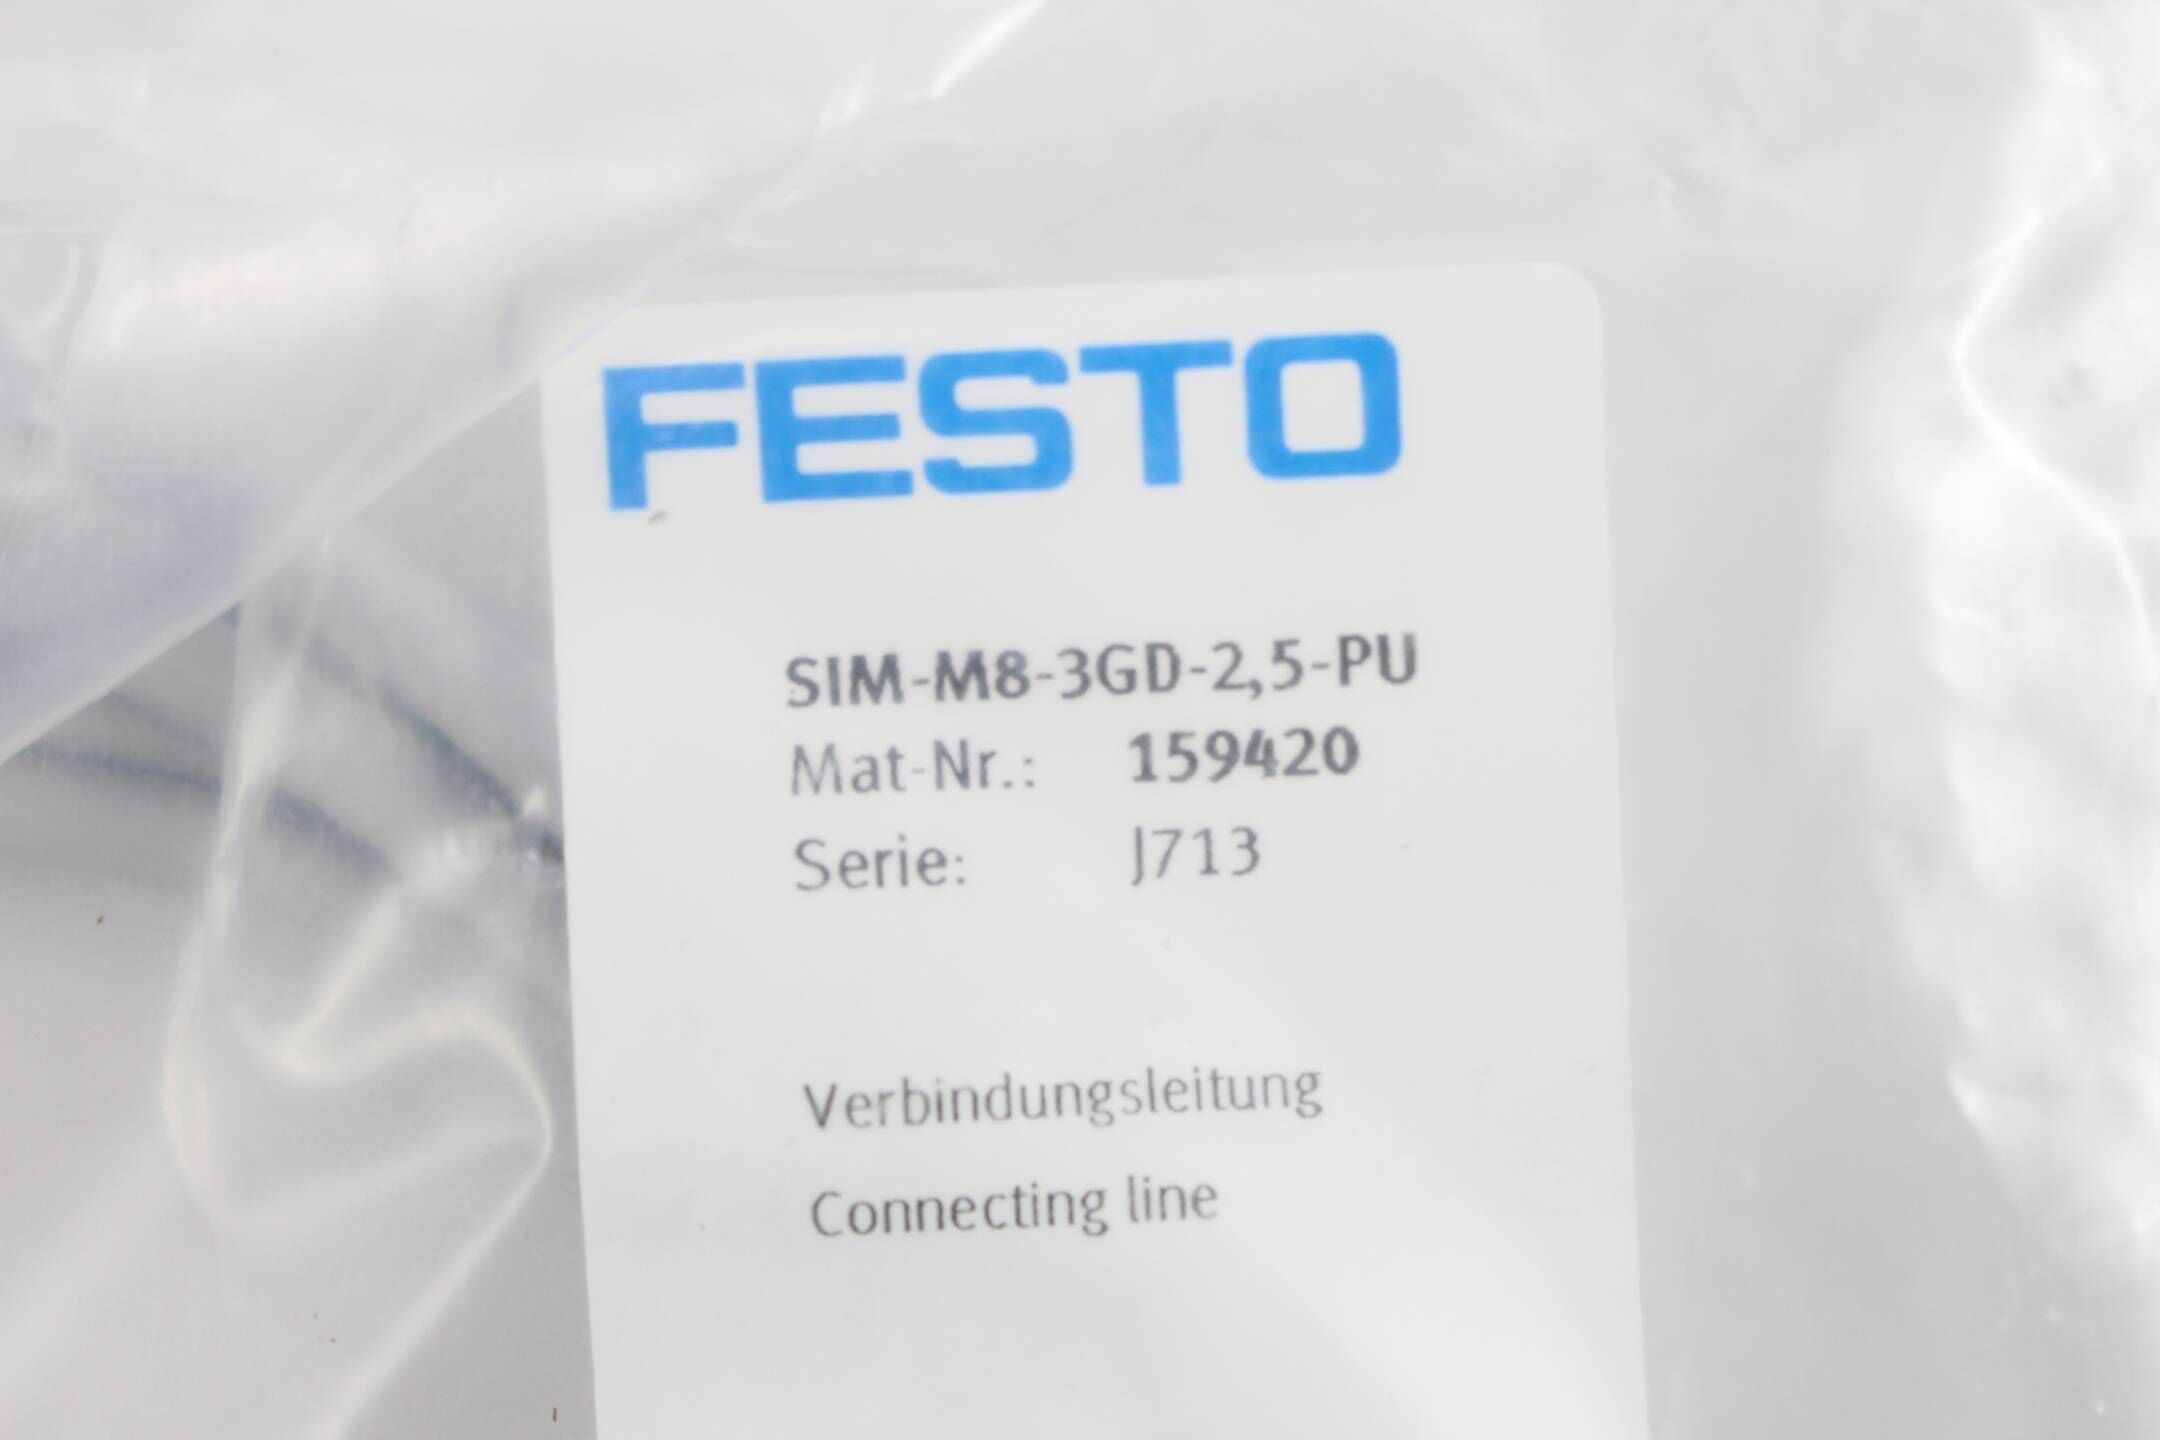 FESTO
SIM-M8-3GD-2,5-PU
Mat-Nr.: 159420
Serie: J713
Verbindungsleitung
Connecting line